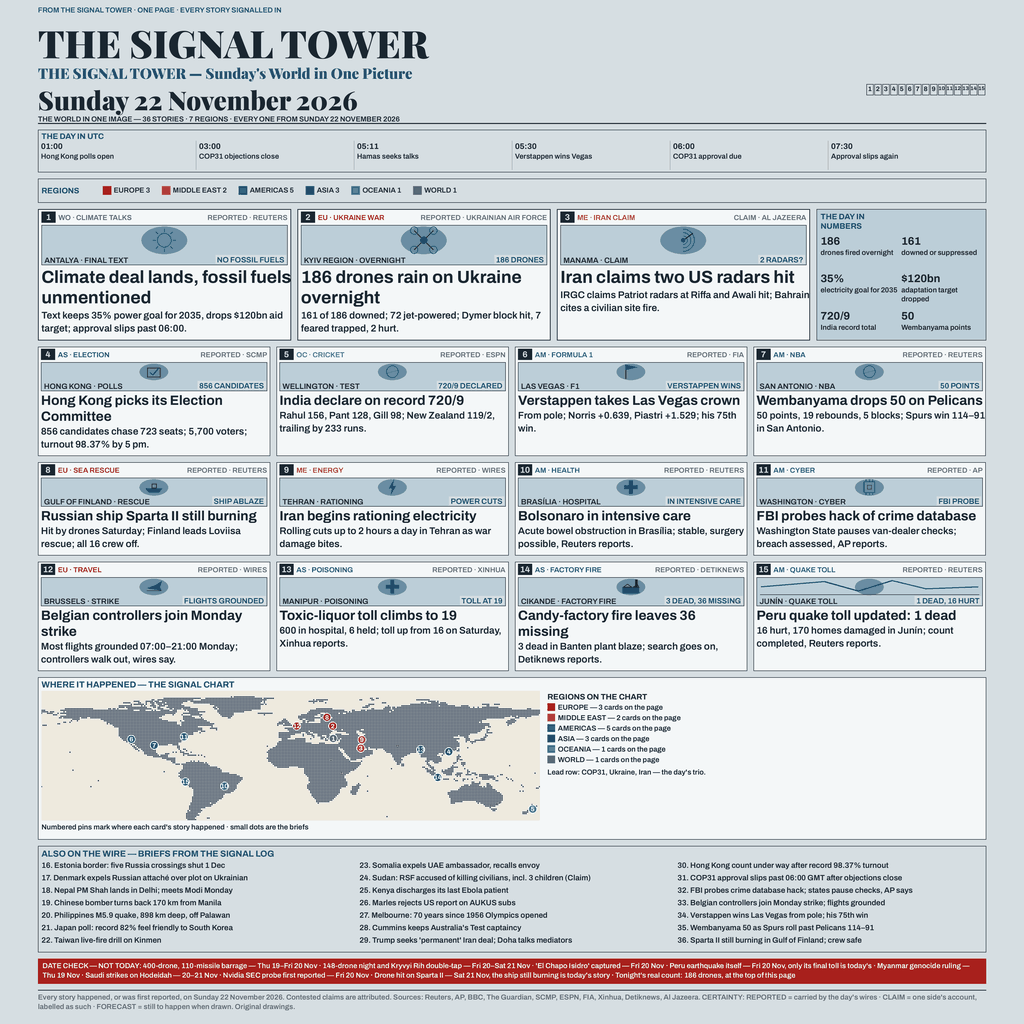 FROM THE SIGNAL TOWER · ONE PAGE · EVERY STORY SIGNALLED IN
THE SIGNAL TOWER
THE SIGNAL TOWER — Sunday's World in One Picture
Sunday 22 November 2026
1 2 3 4 5 6 7 8 9 10 11 12 13 14 15
THE WORLD IN ONE IMAGE — 36 STORIES · 7 REGIONS · EVERY ONE FROM SUNDAY 22 NOVEMBER 2026
THE DAY IN UTC
01:00
Hong Kong polls open
03:00
COP31 objections close
05:11
Hamas seeks talks
05:30
Verstappen wins Vegas
06:00
COP31 approval due
07:30
Approval slips again
REGIONS
EUROPE 3
MIDDLE EAST 2
AMERICAS 5
ASIA 3
OCEANIA 1
WORLD 1
1 WO · CLIMATE TALKS REPORTED · REUTERS
ANTALYA · FINAL TEXT NO FOSSIL FUELS
Climate deal lands, fossil fuels
unmentioned
Text keeps 35% power goal for 2035, drops $120bn aid
target; approval slips past 06:00.
2 EU · UKRAINE WAR REPORTED · UKRAINIAN AIR FORCE
KYIV REGION · OVERNIGHT 186 DRONES
186 drones rain on Ukraine
overnight
161 of 186 downed; 72 jet-powered; Dymer block hit, 7
feared trapped, 2 hurt.
3 ME · IRAN CLAIM CLAIM · AL JAZEERA
MANAMA · CLAIM 2 RADARS?
Iran claims two US radars hit
IRGC claims Patriot radars at Riffa and Awali hit; Bahrain
cites a civilian site fire.
THE DAY IN
NUMBERS
186
drones fired overnight
161
downed or suppressed
35%
electricity goal for 2035
$120bn
adaptation target
dropped
720/9
India record total
50
Wembanyama points
4 AS · ELECTION REPORTED · SCMP
HONG KONG · POLLS 856 CANDIDATES
Hong Kong picks its Election
Committee
856 candidates chase 723 seats; 5,700 voters;
turnout 98.37% by 5 pm.
5 OC · CRICKET REPORTED · ESPN
WELLINGTON · TEST 720/9 DECLARED
India declare on record 720/9
Rahul 156, Pant 128, Gill 98; New Zealand 119/2,
trailing by 233 runs.
6 AM · FORMULA 1 REPORTED · FIA
LAS VEGAS · F1 VERSTAPPEN WINS
Verstappen takes Las Vegas crown
From pole; Norris +0.639, Piastri +1.529; his 75th
win.
7 AM · NBA REPORTED · REUTERS
SAN ANTONIO · NBA 50 POINTS
Wembanyama drops 50 on Pelicans
50 points, 19 rebounds, 5 blocks; Spurs win 114–91
in San Antonio.
8 EU · SEA RESCUE REPORTED · REUTERS
GULF OF FINLAND · RESCUE SHIP ABLAZE
Russian ship Sparta II still burning
Hit by drones Saturday; Finland leads Loviisa
rescue; all 16 crew off.
9 ME · ENERGY REPORTED · WIRES
TEHRAN · RATIONING POWER CUTS
Iran begins rationing electricity
Rolling cuts up to 2 hours a day in Tehran as war
damage bites.
10 AM · HEALTH REPORTED · REUTERS
BRASÍLIA · HOSPITAL IN INTENSIVE CARE
Bolsonaro in intensive care
Acute bowel obstruction in Brasília; stable, surgery
possible, Reuters reports.
11 AM · CYBER REPORTED · AP
WASHINGTON · CYBER FBI PROBE
FBI probes hack of crime database
Washington State pauses van-dealer checks;
breach assessed, AP reports.
12 EU · TRAVEL REPORTED · WIRES
BRUSSELS · STRIKE FLIGHTS GROUNDED
Belgian controllers join Monday
strike
Most flights grounded 07:00–21:00 Monday;
controllers walk out, wires say.
13 AS · POISONING REPORTED · XINHUA
MANIPUR · POISONING TOLL AT 19
Toxic-liquor toll climbs to 19
600 in hospital, 6 held; toll up from 16 on Saturday,
Xinhua reports.
14 AS · FACTORY FIRE REPORTED · DETIKNEWS
CIKANDE · FACTORY FIRE 3 DEAD, 36 MISSING
Candy-factory fire leaves 36
missing
3 dead in Banten plant blaze; search goes on,
Detiknews reports.
15 AM · QUAKE TOLL REPORTED · REUTERS
JUNÍN · QUAKE TOLL 1 DEAD, 16 HURT
Peru quake toll updated: 1 dead
16 hurt, 170 homes damaged in Junín; count
completed, Reuters reports.
WHERE IT HAPPENED — THE SIGNAL CHART
Numbered pins mark where each card's story happened · small dots are the briefs
REGIONS ON THE CHART
EUROPE — 3 cards on the page
MIDDLE EAST — 2 cards on the page
AMERICAS — 5 cards on the page
ASIA — 3 cards on the page
OCEANIA — 1 cards on the page
WORLD — 1 cards on the page
Lead row: COP31, Ukraine, Iran — the day's trio.
ALSO ON THE WIRE — BRIEFS FROM THE SIGNAL LOG
16. Estonia border: five Russia crossings shut 1 Dec
17. Denmark expels Russian attaché over plot on Ukrainian
18. Nepal PM Shah lands in Delhi; meets Modi Monday
19. Chinese bomber turns back 170 km from Manila
20. Philippines M5.9 quake, 898 km deep, off Palawan
21. Japan poll: record 82% feel friendly to South Korea
22. Taiwan live-fire drill on Kinmen
23. Somalia expels UAE ambassador, recalls envoy
24. Sudan: RSF accused of killing civilians, incl. 3 children (Claim)
25. Kenya discharges its last Ebola patient
26. Marles rejects US report on AUKUS subs
27. Melbourne: 70 years since 1956 Olympics opened
28. Cummins keeps Australia's Test captaincy
29. Trump seeks 'permanent' Iran deal; Doha talks mediators
30. Hong Kong count under way after record 98.37% turnout
31. COP31 approval slips past 06:00 GMT after objections close
32. FBI probes crime database hack; states pause checks, AP says
33. Belgian controllers join Monday strike; flights grounded
34. Verstappen wins Las Vegas from pole; his 75th win
35. Wembanyama 50 as Spurs roll past Pelicans 114–91
36. Sparta II still burning in Gulf of Finland; crew safe
DATE CHECK — NOT TODAY: 400-drone, 110-missile barrage — Thu 19–Fri 20 Nov · 148-drone night and Kryvyi Rih double-tap — Fri 20–Sat 21 Nov · 'El Chapo Isidro' captured — Fri 20 Nov · Peru earthquake itself — Fri 20 Nov, only its final toll is today's · Myanmar genocide ruling —
Thu 19 Nov · Saudi strikes on Hodeidah — 20–21 Nov · Nvidia SEC probe first reported — Fri 20 Nov · Drone hit on Sparta II — Sat 21 Nov, the ship still burning is today's story · Tonight's real count: 186 drones, at the top of this page
Every story happened, or was first reported, on Sunday 22 November 2026. Contested claims are attributed. Sources: Reuters, AP, BBC, The Guardian, SCMP, ESPN, FIA, Xinhua, Detiknews, Al Jazeera. CERTAINTY: REPORTED = carried by the day's wires · CLAIM = one side's account,
labelled as such · FORECAST = still to happen when drawn. Original drawings.